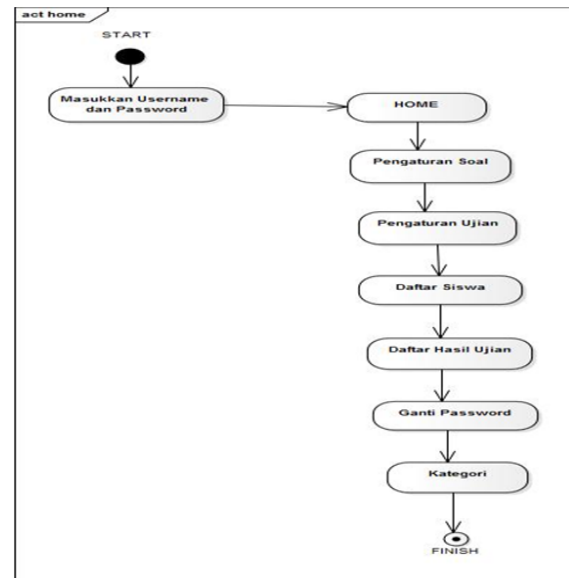 act home
START
Masukkan Username
dan Password
HOME
Pengaturan Soal
Pengaturan Ujian
Daftar Siswa
Daftar Hasil Ujian
Ganti Password
Kategori
FINISH